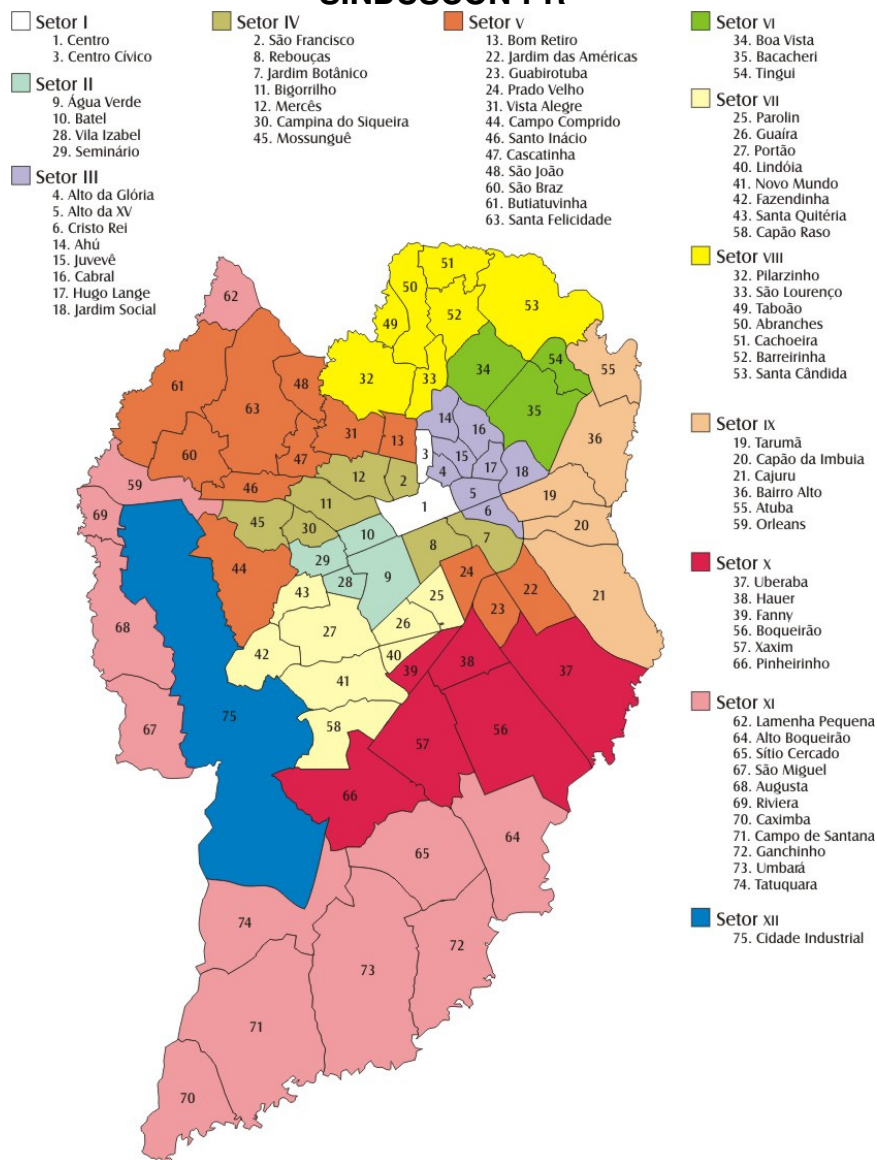 SINDUSCON-PR
Setor I
1. Centro
3. Centro Cívico
Setor II
9. Água Verde
10. Batel
28. Vila Izabel
29. Seminário
Setor III
4. Alto da Glória
5. Alto da XV
6. Cristo Rei
14. Ahú
15. Juvevê
16. Cabral
17. Hugo Lange
18. Jardim Social
Setor IV
2. São Francisco
8. Rebouças
7. Jardim Botânico
11. Bigorrilho
12. Mercês
30. Campina do Siqueira
45. Mossunguê
Setor V
13. Bom Retiro
22. Jardim das Américas
23. Guabirotuba
24. Prado Velho
31. Vista Alegre
44. Campo Comprido
46. Santo Inácio
47. Cascatinha
48. São João
60. São Braz
61. Butiatuvinha
63. Santa Felicidade
Setor VI
34. Boa Vista
35. Bacacheri
54. Tingui
Setor VII
25. Parolin
26. Guaíra
27. Portão
40. Lindóia
41. Novo Mundo
42. Fazendinha
43. Santa Quitéria
58. Capão Raso
Setor VIII
32. Pilarzinho
33. São Lourenço
49. Taboão
50. Abranches
51. Cachoeira
52. Barreirinha
53. Santa Cândida
Setor IX
19. Tarumã
20. Capão da Imbuia
21. Cajuru
36. Bairro Alto
55. Atuba
59. Orleans
Setor X
37. Uberaba
38. Hauer
39. Fanny
56. Boqueirão
57. Xaxim
66. Pinheirinho
Setor XI
62. Lamenha Pequena
64. Alto Boqueirão
65. Sítio Cercado
67. São Miguel
68. Augusta
69. Riviera
70. Caximba
71. Campo de Santana
72. Ganchinho
73. Umbará
74. Tatuquara
Setor XII
75. Cidade Industrial
51
62
50
53
52
49
54
55
48
34
61
32
33
63
35
14
36
16
31
13
60
47
3
15
17
18
12
4
59
2
46
5
19
69
11
1
6
45
20
30
10
8
7
29
44
24
28
9
22
43
25
21
23
26
27
68
42
40
38
39
37
41
75
58
56
67
57
66
64
65
74
72
73
71
70